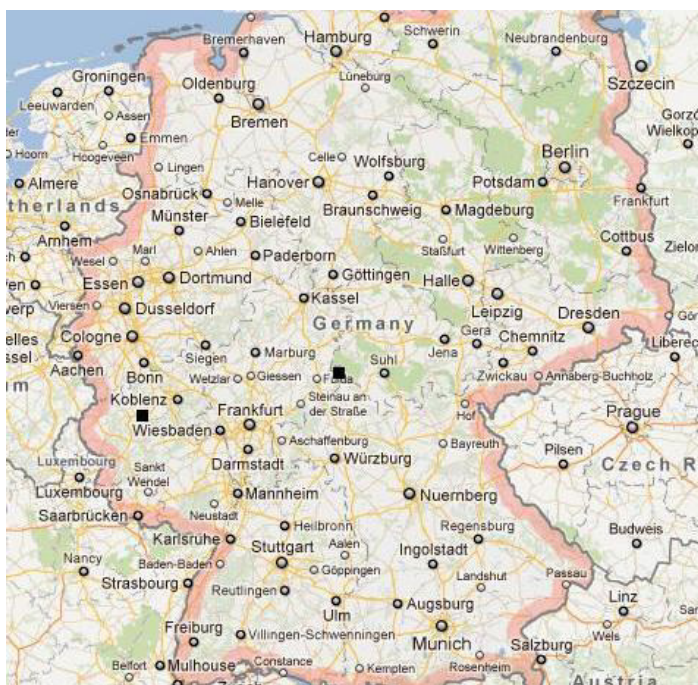 Bremerhaven
Hamburg
Schwerin
Neubrandenburg
Groningen
Leeuwarden
Oldenburg
Lüneburg
Szczecin
Assen
Bremen
Gorzó
Wielkop
Emmen
Hoorn
Hoogeveen
Celle
Wolfsburg
Berlin
Almere
Lingen
Hanover
Potsdam
therlands
Osnabrück
Melle
Braunschweig
Magdeburg
Frankfurt
Münster
Bielefeld
Arnhem
Staßfurt
Wittenberg
Cottbus
Zielon
Wesel
Marl
Ahlen
Paderborn
Essen
Dortmund
Göttingen
Halle
Viersen
Kassel
Leipzig
werp
Dusseldorf
Germany
Dresden
Gör
Cologne
Siegen
Marburg
Jena
Gera
Chemnitz
Liberec
Aachen
Bonn
Wetzlar
Giessen
Fulda
Suhl
Zwickau
Annaberg-Buchholz
Koblenz
Steinau an
der Straße
Hof
Wiesbaden
Frankfurt
Prague
Aschaffenburg
Bayreuth
Luxembourg
Darmstadt
Würzburg
Pilsen
Czech R
Sankt
Wendel
Luxembourg
Mannheim
Nuernberg
Saarbrücken
Neustadt
Heilbronn
Regensburg
Budweis
Karlsruhe
Aalen
Nancy
Baden-Baden
Stuttgart
Göppingen
Ingolstadt
Strasbourg
Reutlingen
Landshut
Passau
Ulm
Augsburg
Linz
Freiburg
Villingen-Schwenningen
Munich
Wels
Belfort
Mulhouse
Constance
Kempten
Rosenheim
Salzburg
Austria